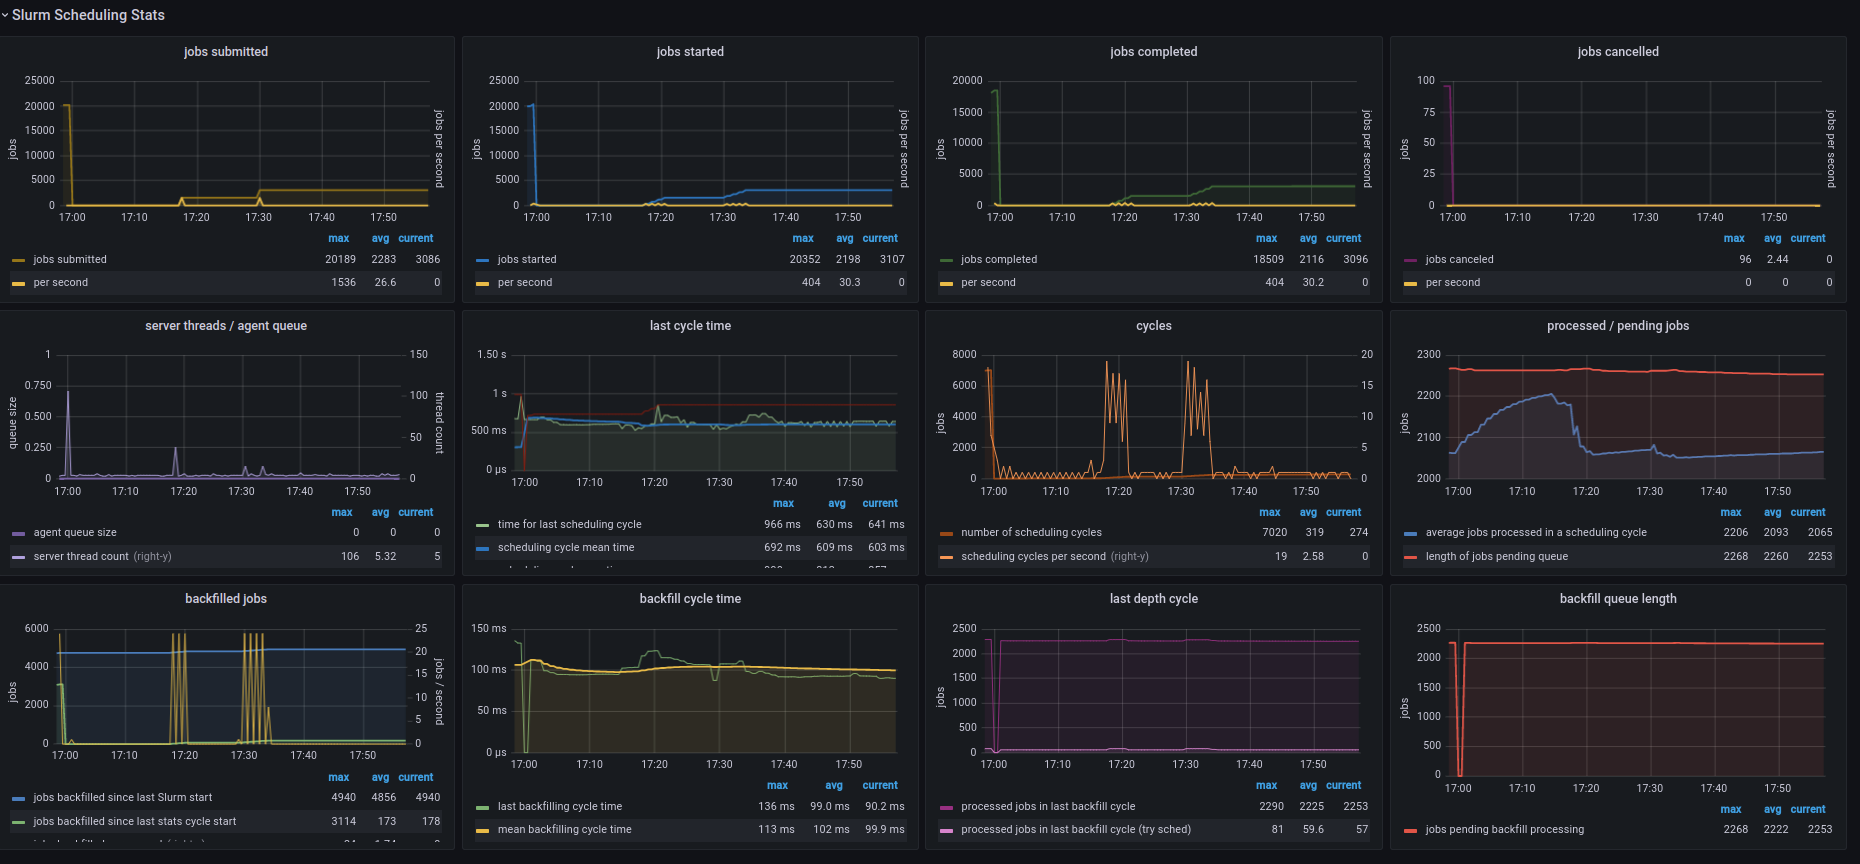 Slurm Scheduling Stats
jobs submitted
25000
20000
15000
10000
5000
0
jobs
jobs per second
17:00 17:10 17:20 17:30 17:40 17:50
max avg current
jobs submitted 20189 2283 3086
per second 1536 26.6 0
jobs started
25000
20000
15000
10000
5000
0
jobs
jobs per second
17:00 17:10 17:20 17:30 17:40 17:50
max avg current
jobs started 20352 2198 3107
per second 404 30.3 0
jobs completed
20000
15000
10000
5000
0
jobs
jobs per second
17:00 17:10 17:20 17:30 17:40 17:50
max avg current
jobs completed 18509 2116 3096
per second 404 30.2 0
jobs cancelled
100
75
50
25
0
jobs
jobs per second
17:00 17:10 17:20 17:30 17:40 17:50
max avg current
jobs canceled 96 2.44 0
per second 0 0 0
server threads / agent queue
1 150
0.750 100
0.500
0.250 50
0 0
queue size
thread count
17:00 17:10 17:20 17:30 17:40 17:50
max avg current
agent queue size 0 0 0
server thread count (right-y) 106 5.32 5
last cycle time
1.50 s
1 s
500 ms
0 µs
17:00 17:10 17:20 17:30 17:40 17:50
max avg current
time for last scheduling cycle 966 ms 630 ms 641 ms
scheduling cycle mean time 692 ms 609 ms 603 ms
cycles
8000 20
6000 15
4000 10
2000 5
0 0
jobs
17:00 17:10 17:20 17:30 17:40 17:50
max avg current
number of scheduling cycles 7020 319 274
scheduling cycles per second (right-y) 19 2.58 0
processed / pending jobs
2300
2200
2100
2000
jobs
17:00 17:10 17:20 17:30 17:40 17:50
max avg current
average jobs processed in a scheduling cycle 2206 2093 2065
length of jobs pending queue 2268 2260 2253
backfilled jobs
6000 25
4000 20
15
2000 10
5
0 0
jobs
jobs / second
17:00 17:10 17:20 17:30 17:40 17:50
max avg current
jobs backfilled since last Slurm start 4940 4856 4940
jobs backfilled since last stats cycle start 3114 173 178
backfill cycle time
150 ms
100 ms
50 ms
0 µs
17:00 17:10 17:20 17:30 17:40 17:50
max avg current
last backfilling cycle time 136 ms 99.0 ms 90.2 ms
mean backfilling cycle time 113 ms 102 ms 99.9 ms
last depth cycle
2500
2000
1500
1000
500
0
jobs
17:00 17:10 17:20 17:30 17:40 17:50
max avg current
processed jobs in last backfill cycle 2290 2225 2253
processed jobs in last backfill cycle (try sched) 81 59.6 57
backfill queue length
2500
2000
1500
1000
500
0
jobs
17:00 17:10 17:20 17:30 17:40 17:50
max avg current
jobs pending backfill processing 2268 2222 2253